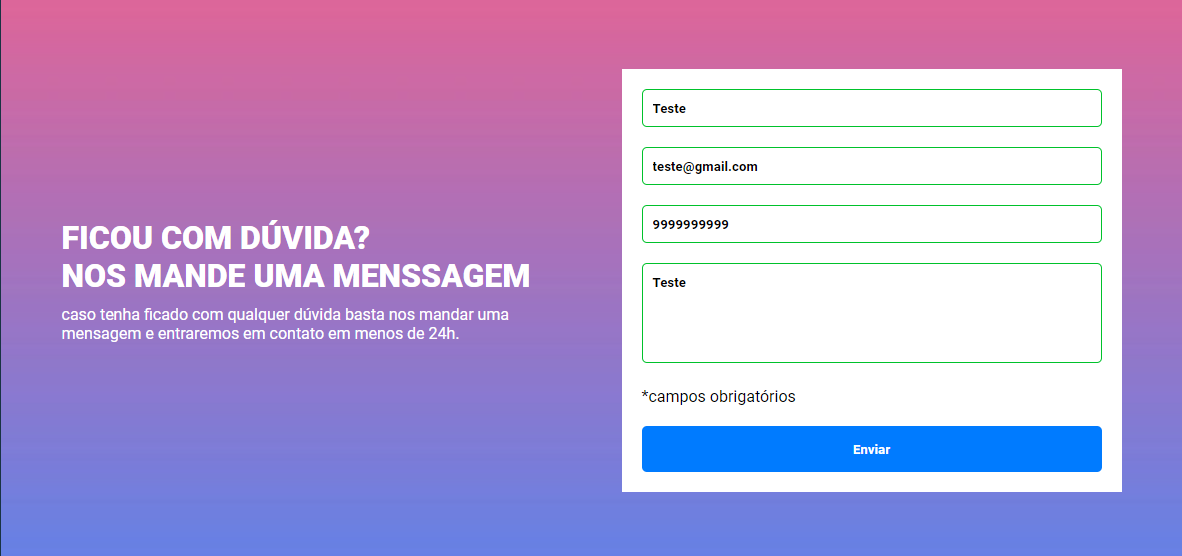 FICOU COM DÚVIDA?
NOS MANDE UMA MENSSAGEM
caso tenha ficado com qualquer dúvida basta nos mandar uma
mensagem e entraremos em contato em menos de 24h.
Teste
teste@gmail.com
9999999999
Teste
*campos obrigatórios
Enviar